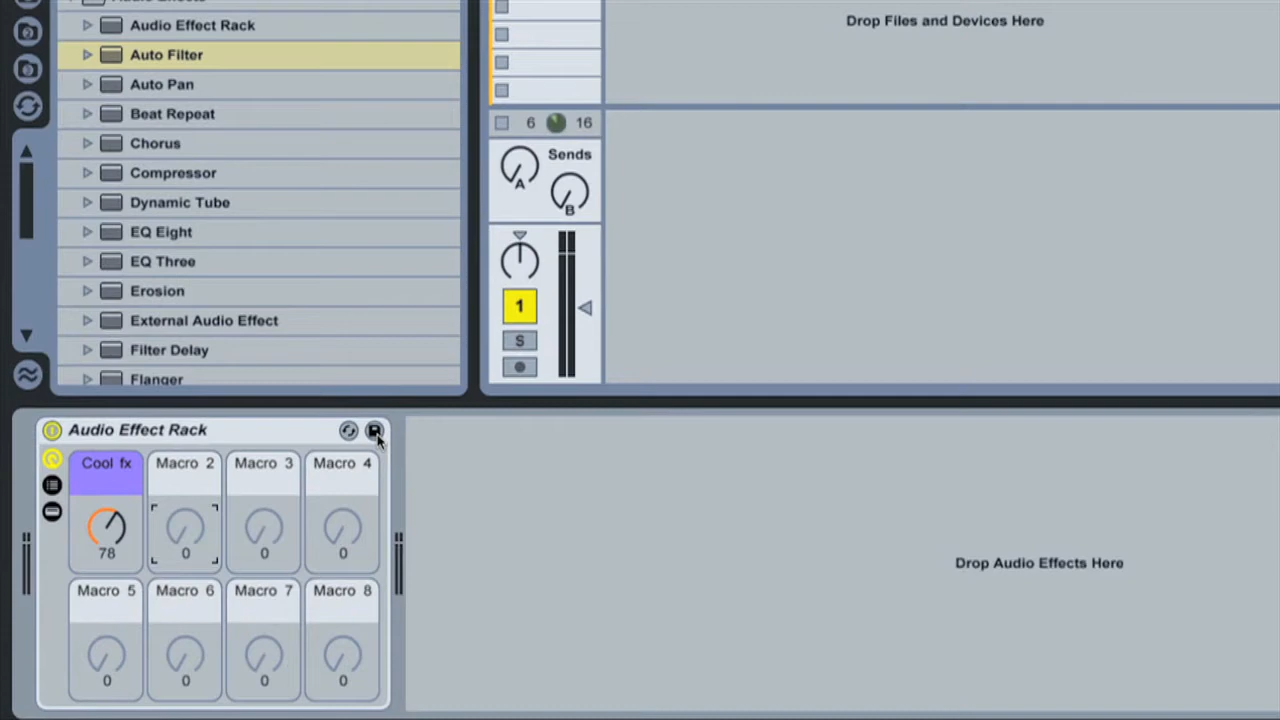 Audio Effects
Audio Effect Rack
Auto Filter
Auto Pan
Beat Repeat
Chorus
Compressor
Dynamic Tube
EQ Eight
EQ Three
Erosion
External Audio Effect
Filter Delay
Flanger
Drop Files and Devices Here
6 16
Sends
A
B
1
S
Audio Effect Rack
Cool fx Macro 2 Macro 3 Macro 4
78 0 0 0
Macro 5 Macro 6 Macro 7 Macro 8
0 0 0 0
Drop Audio Effects Here